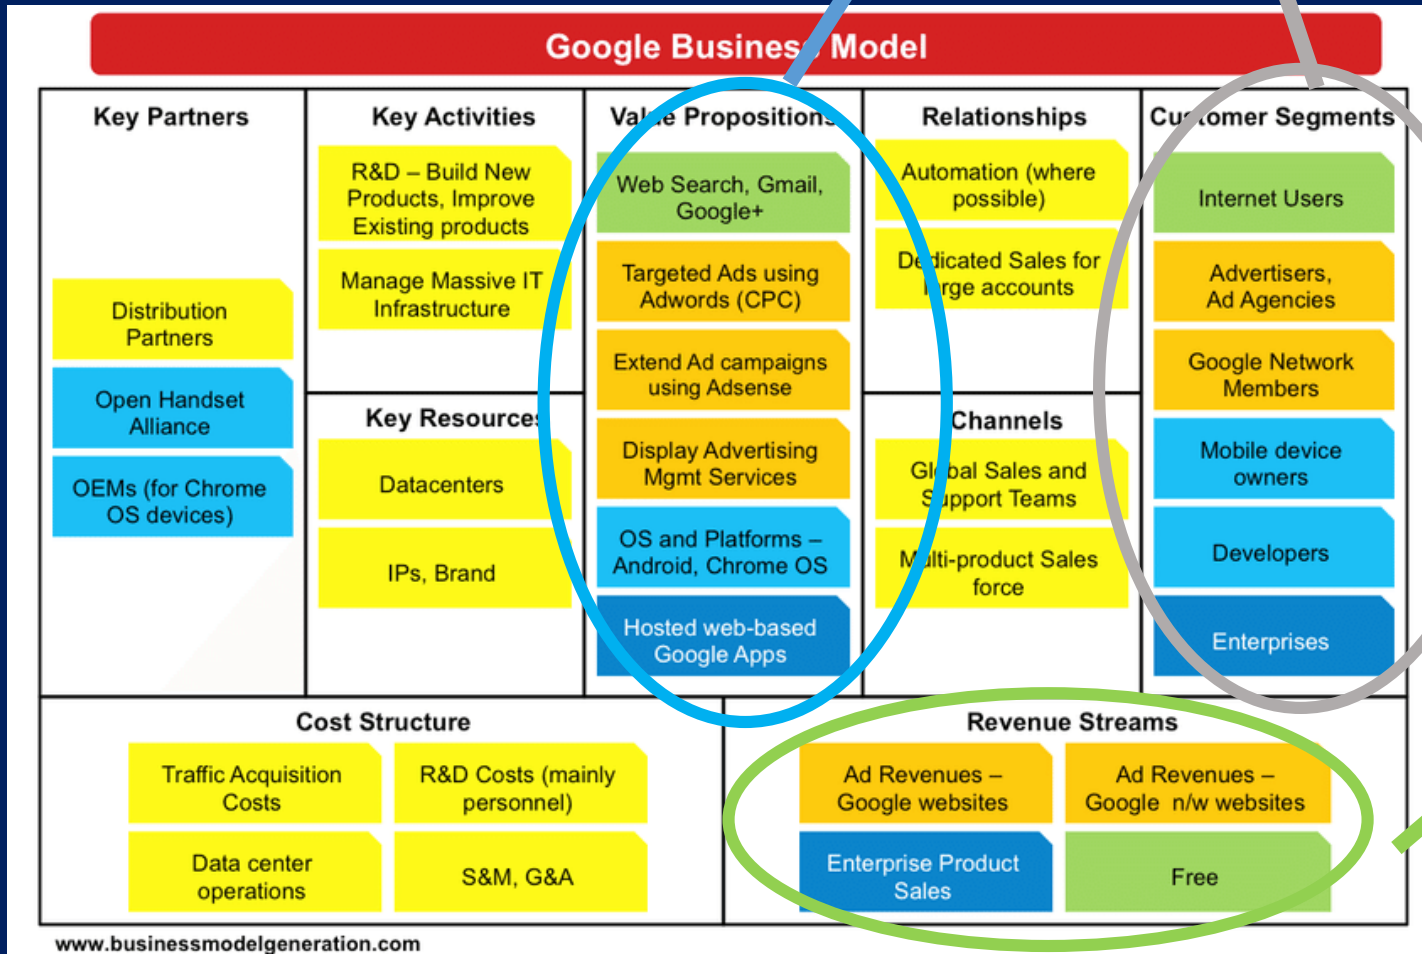 Google Business Model
Key Partners
Distribution
Partners
Open Handset
Alliance
OEMs (for Chrome
OS devices)
Key Activities
R&D – Build New
Products, Improve
Existing products
Manage Massive IT
Infrastructure
Key Resources
Datacenters
IPs, Brand
Value Propositions
Web Search, Gmail,
Google+
Targeted Ads using
Adwords (CPC)
Extend Ad campaigns
using Adsense
Display Advertising
Mgmt Services
OS and Platforms –
Android, Chrome OS
Hosted web-based
Google Apps
Relationships
Automation (where
possible)
Dedicated Sales for
large accounts
Channels
Global Sales and
Support Teams
Multi-product Sales
force
Customer Segments
Internet Users
Advertisers,
Ad Agencies
Google Network
Members
Mobile device
owners
Developers
Enterprises
Cost Structure
Traffic Acquisition
Costs
R&D Costs (mainly
personnel)
Data center
operations
S&M, G&A
Revenue Streams
Ad Revenues –
Google websites
Ad Revenues –
Google n/w websites
Enterprise Product
Sales
Free
www.businessmodelgeneration.com